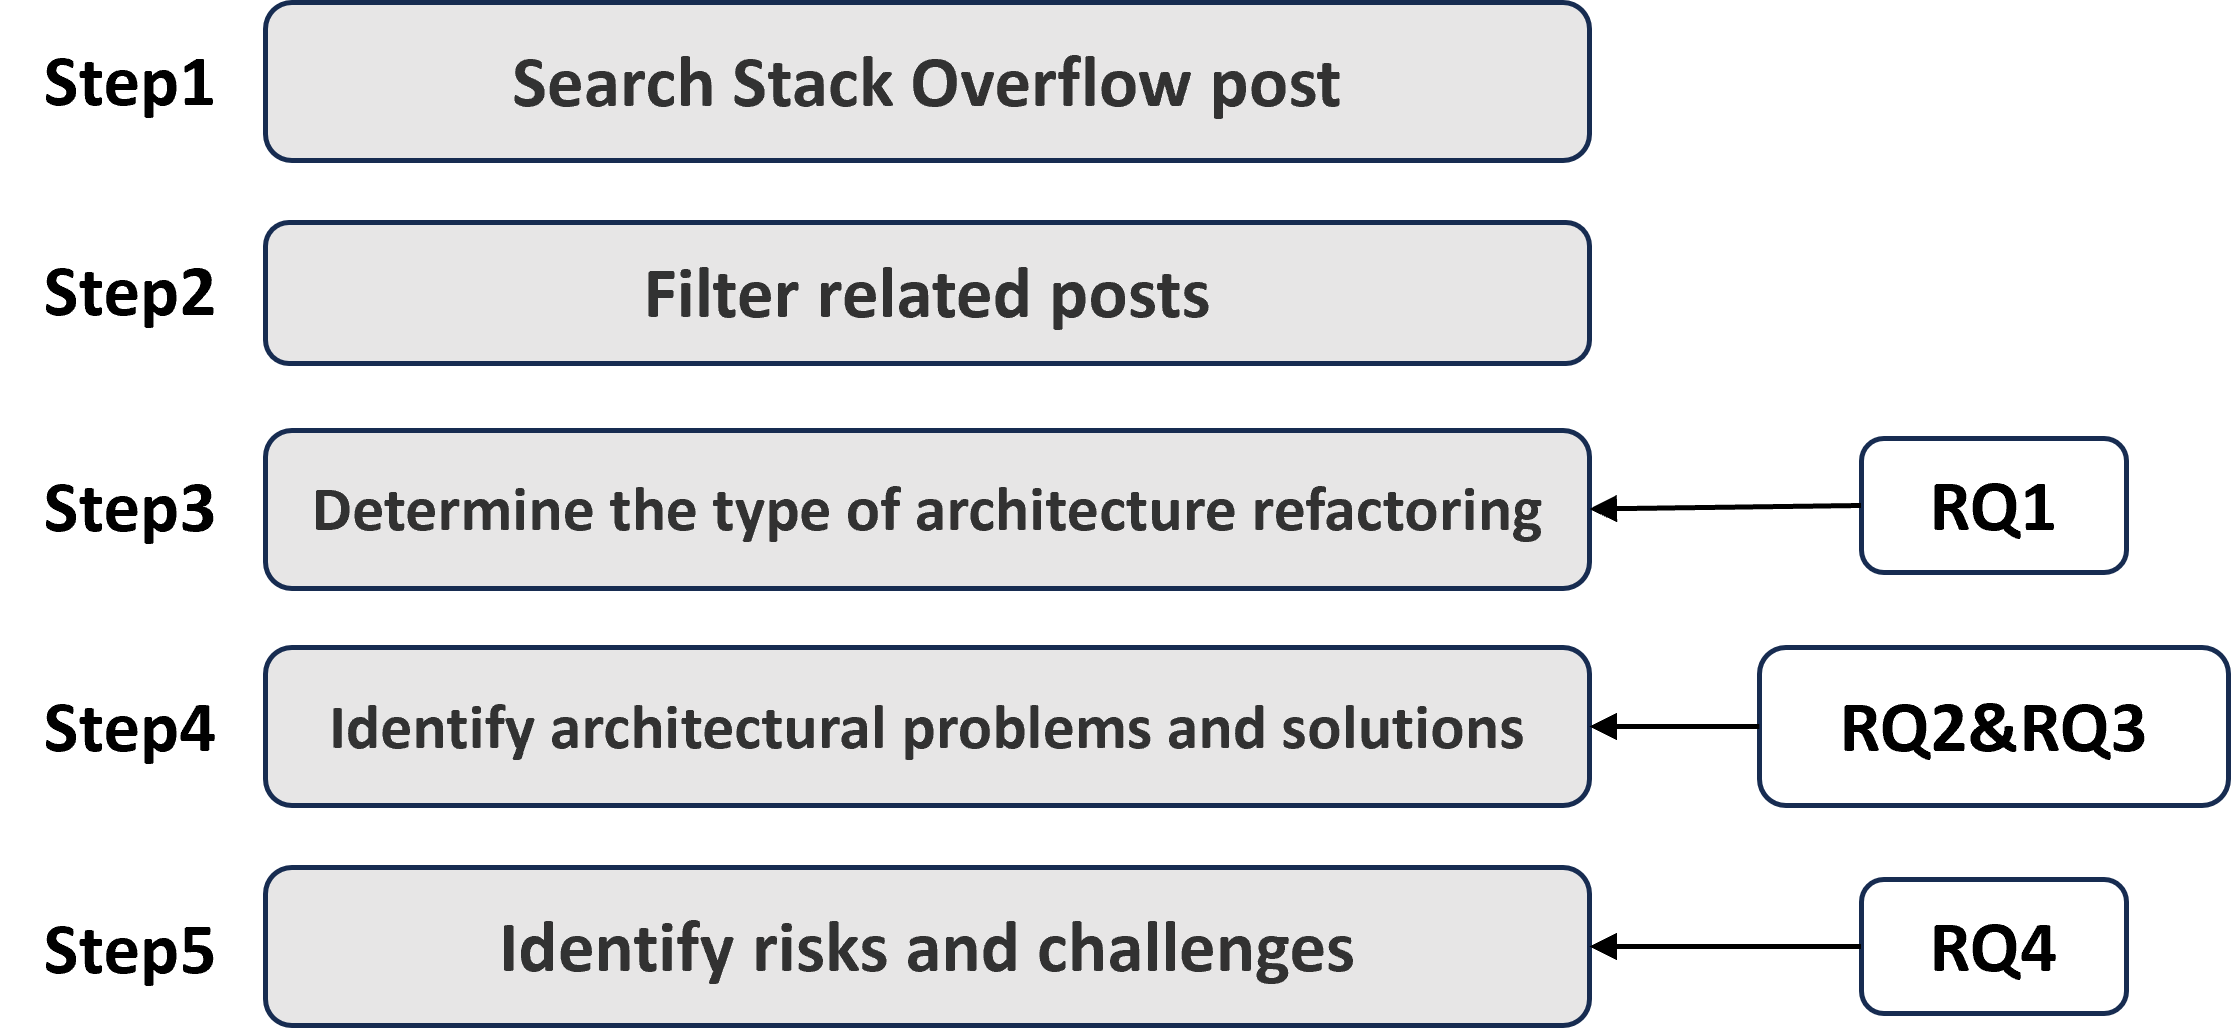 Step1
Search Stack Overflow post
Step2
Filter related posts
Step3
Determine the type of architecture refactoring
RQ1
Step4
Identify architectural problems and solutions
RQ2&RQ3
Step5
Identify risks and challenges
RQ4